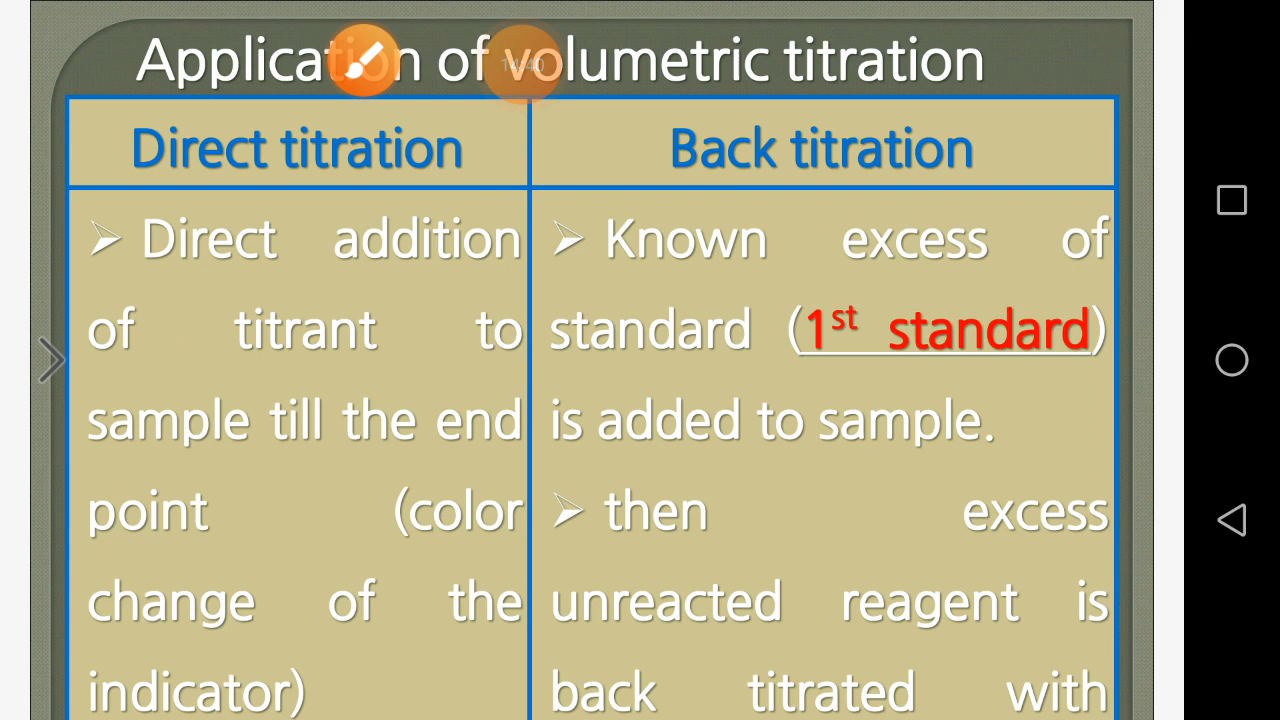 Application of volumetric titration
14:40
Direct titration
Back titration
➢ Direct addition
of titrant to
sample till the end
point (color
change of the
indicator)
➢ Known excess of
standard (1st standard)
is added to sample.
➢ then excess
unreacted reagent is
back titrated with